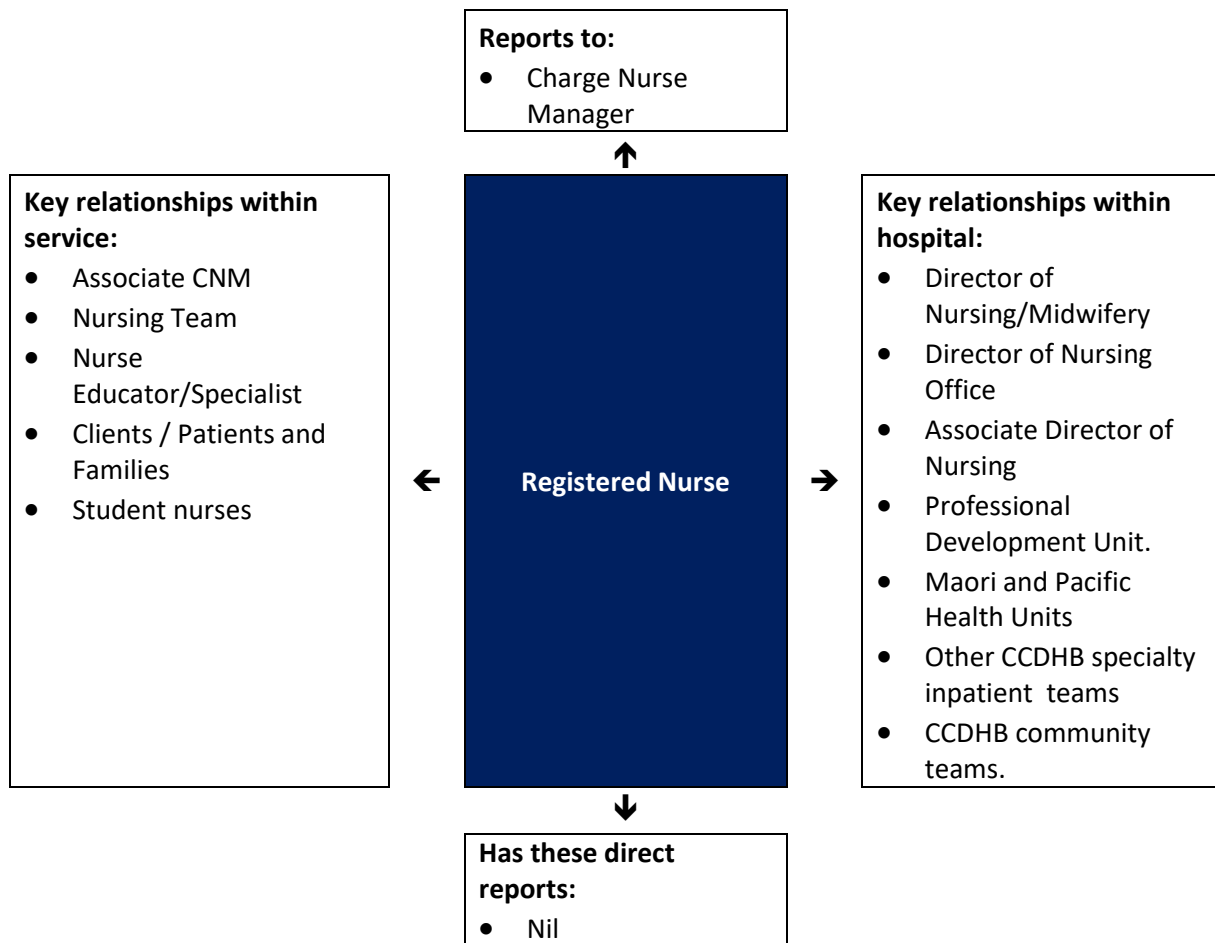 Reports to:
• Charge Nurse
Manager
↑
Key relationships within
service:
• Associate CNM
• Nursing Team
• Nurse
Educator/Specialist
• Clients / Patients and
Families
• Student nurses
←
Registered Nurse
→
Key relationships within
hospital:
• Director of
Nursing/Midwifery
• Director of Nursing
Office
• Associate Director of
Nursing
• Professional
Development Unit.
• Maori and Pacific
Health Units
• Other CCDHB specialty
inpatient teams
• CCDHB community
teams.
↓
Has these direct
reports:
• Nil